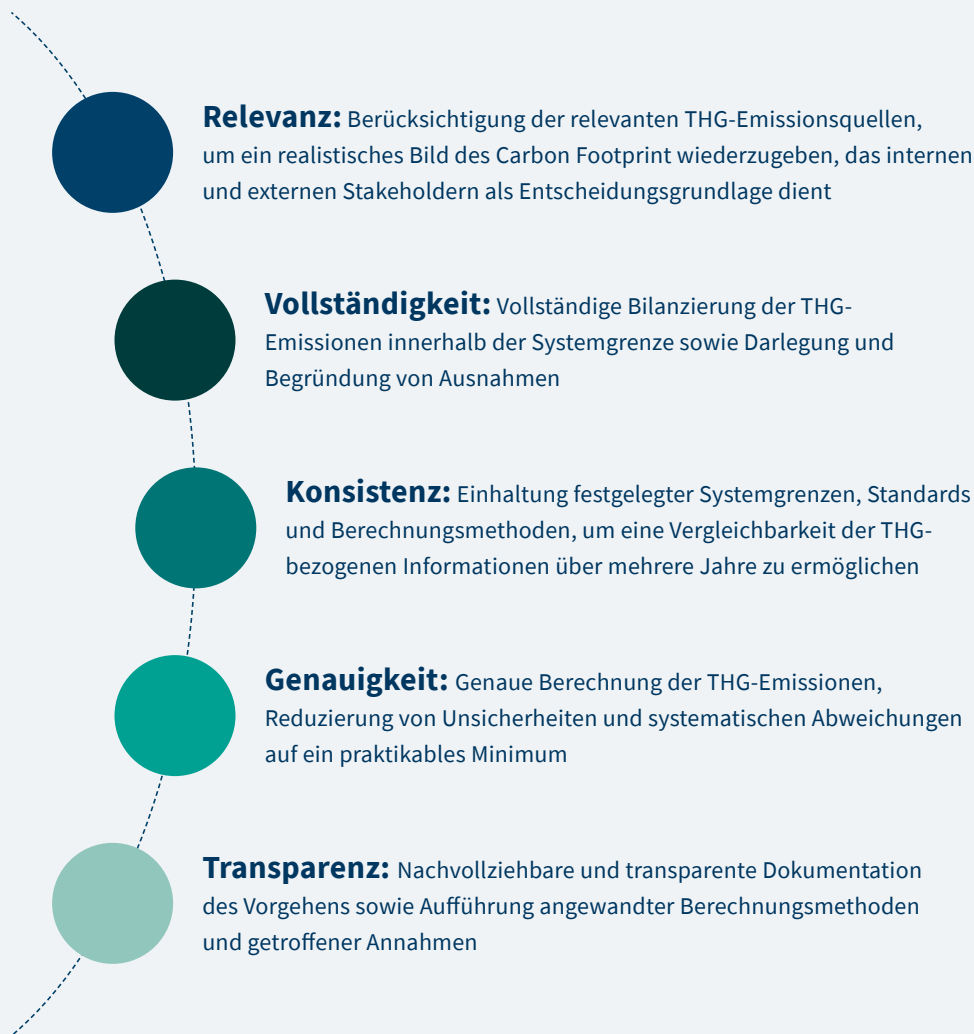 Relevanz: Berücksichtigung der relevanten THG-Emissionsquellen,
um ein realistisches Bild des Carbon Footprint wiederzugeben, das internen
und externen Stakeholdern als Entscheidungsgrundlage dient
Vollständigkeit: Vollständige Bilanzierung der THG-
Emissionen innerhalb der Systemgrenze sowie Darlegung und
Begründung von Ausnahmen
Konsistenz: Einhaltung festgelegter Systemgrenzen, Standards
und Berechnungsmethoden, um eine Vergleichbarkeit der THG-
bezogenen Informationen über mehrere Jahre zu ermöglichen
Genauigkeit: Genaue Berechnung der THG-Emissionen,
Reduzierung von Unsicherheiten und systematischen Abweichungen
auf ein praktikables Minimum
Transparenz: Nachvollziehbare und transparente Dokumentation
des Vorgehens sowie Aufführung angewandter Berechnungsmethoden
und getroffener Annahmen